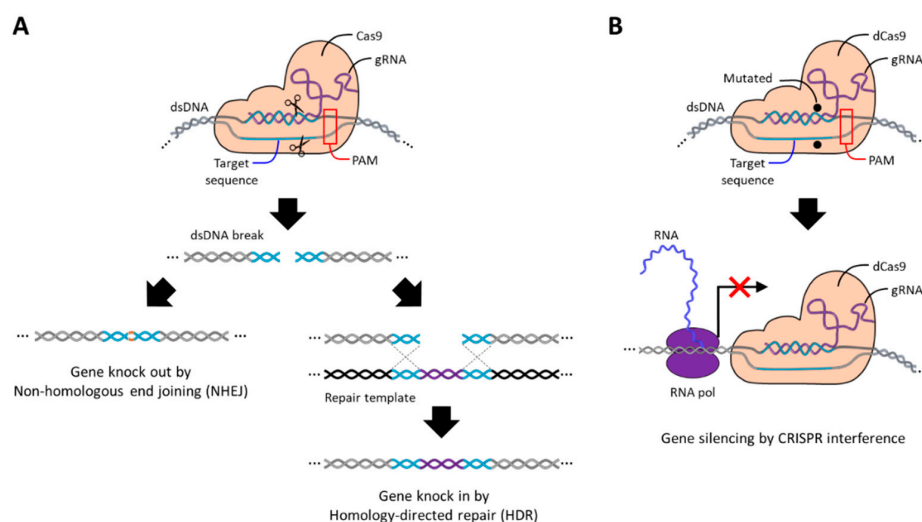 A
Cas9
gRNA
dsDNA
Target
sequence
PAM
dsDNA break
Gene knock out by
Non-homologous end joining (NHEJ)
Repair template
Gene knock in by
Homology-directed repair (HDR)
B
dCas9
gRNA
Mutated
dsDNA
Target
sequence
PAM
RNA
dCas9
gRNA
RNA pol
Gene silencing by CRISPR interference